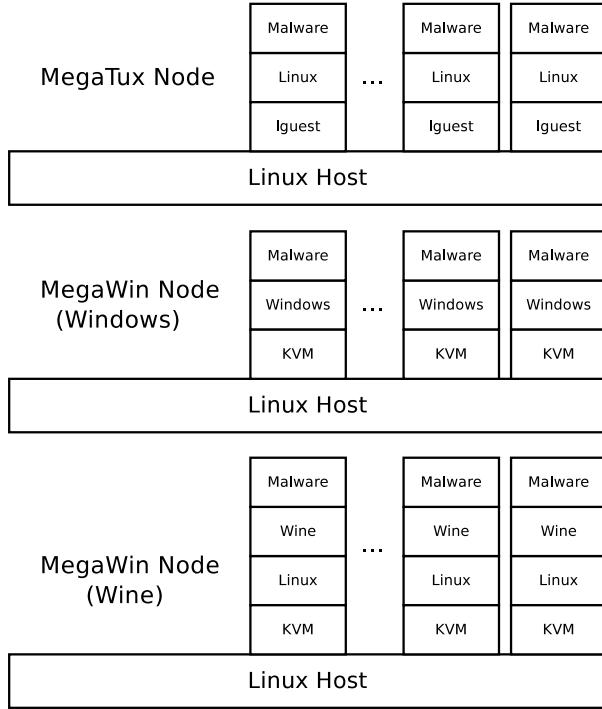 Malware Malware Malware
MegaTux Node Linux ... Linux Linux
lguest lguest lguest
Linux Host
Malware Malware Malware
MegaWin Node
(Windows)
Windows ... Windows Windows
KVM KVM KVM
Linux Host
Malware Malware Malware
Wine ... Wine Wine
MegaWin Node
(Wine)
Linux Linux Linux
KVM KVM KVM
Linux Host